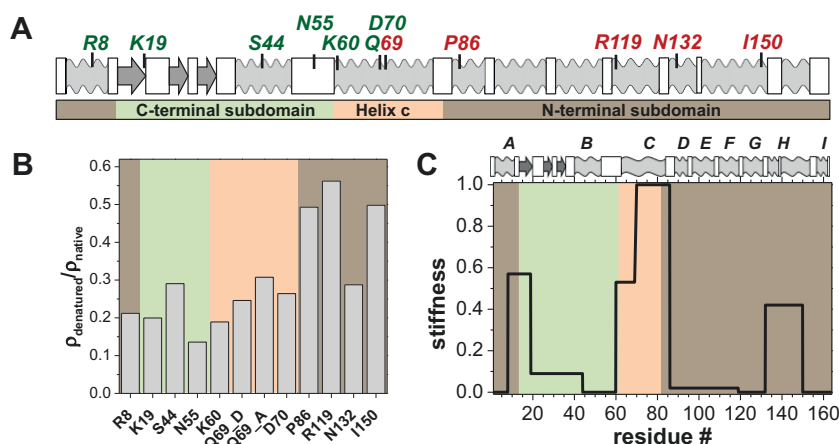 A
R8 K19 S44 N55 K60 D70 Q69 P86 R119 N132 I150
C-terminal subdomain Helix c N-terminal subdomain
B
ρdenatured/ρnative
0.6
0.5
0.4
0.3
0.2
0.1
0.0
R8 K19 S44 N55 K60 Q69_D Q69_A D70 P86 R119 N132 I150
C
A B C D E F G H I
stiffness
1.0
0.8
0.6
0.4
0.2
0.0
20 40 60 80 100 120 140 160
residue #